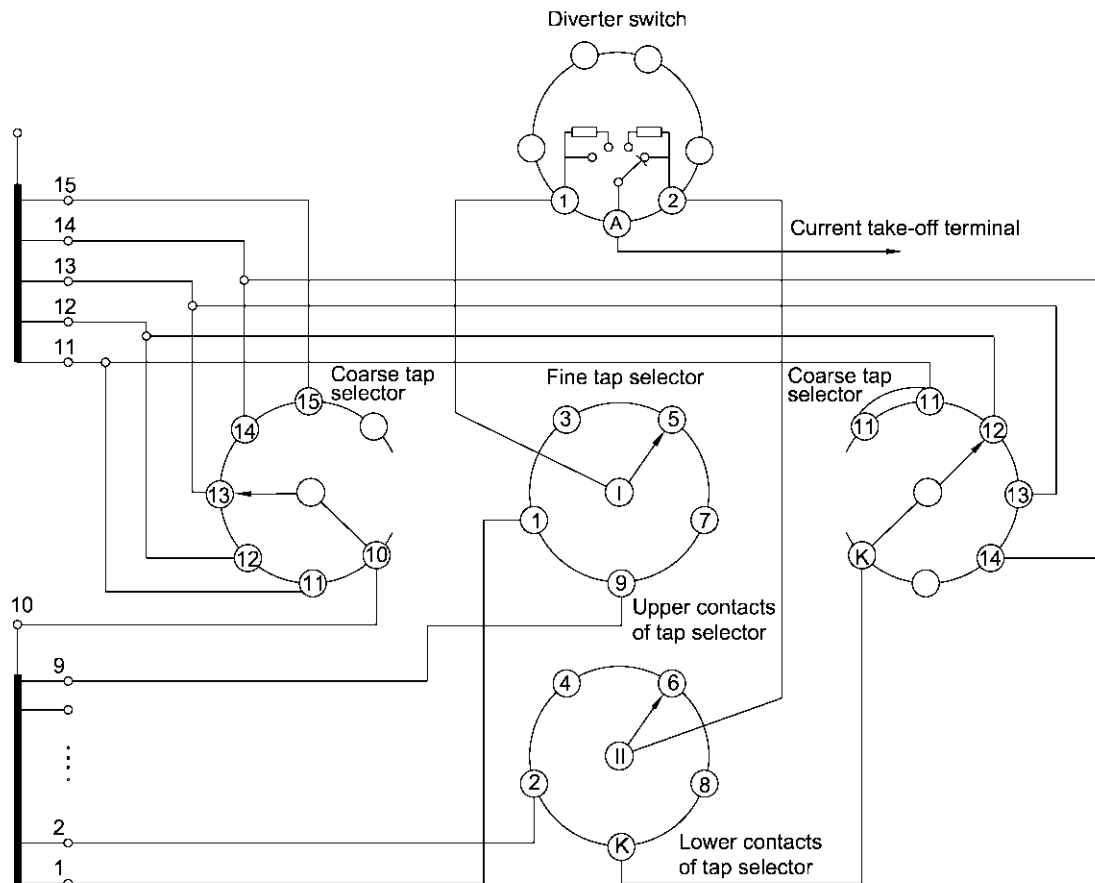 Diverter switch
1
2
A
Current take-off terminal
15
14
13
12
11
Coarse tap
selector
15
14
13
12
11
10
Fine tap selector
3
5
I
1
7
9
Upper contacts
of tap selector
Coarse tap
selector
11
11
12
13
14
K
10
9
2
1
4
6
II
2
8
K
Lower contacts
of tap selector